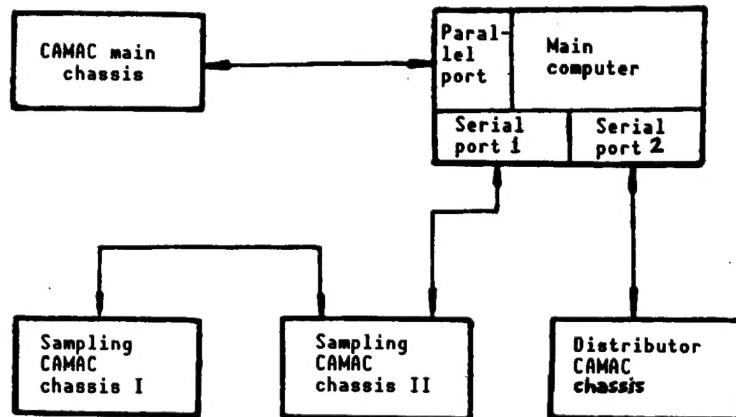 CAMAC main
chassis
Paral-
lel
port
Main
computer
Serial
port 1
Serial
port 2
Sampling
CAMAC
chassis I
Sampling
CAMAC
chassis II
Distributor
CAMAC
chassis